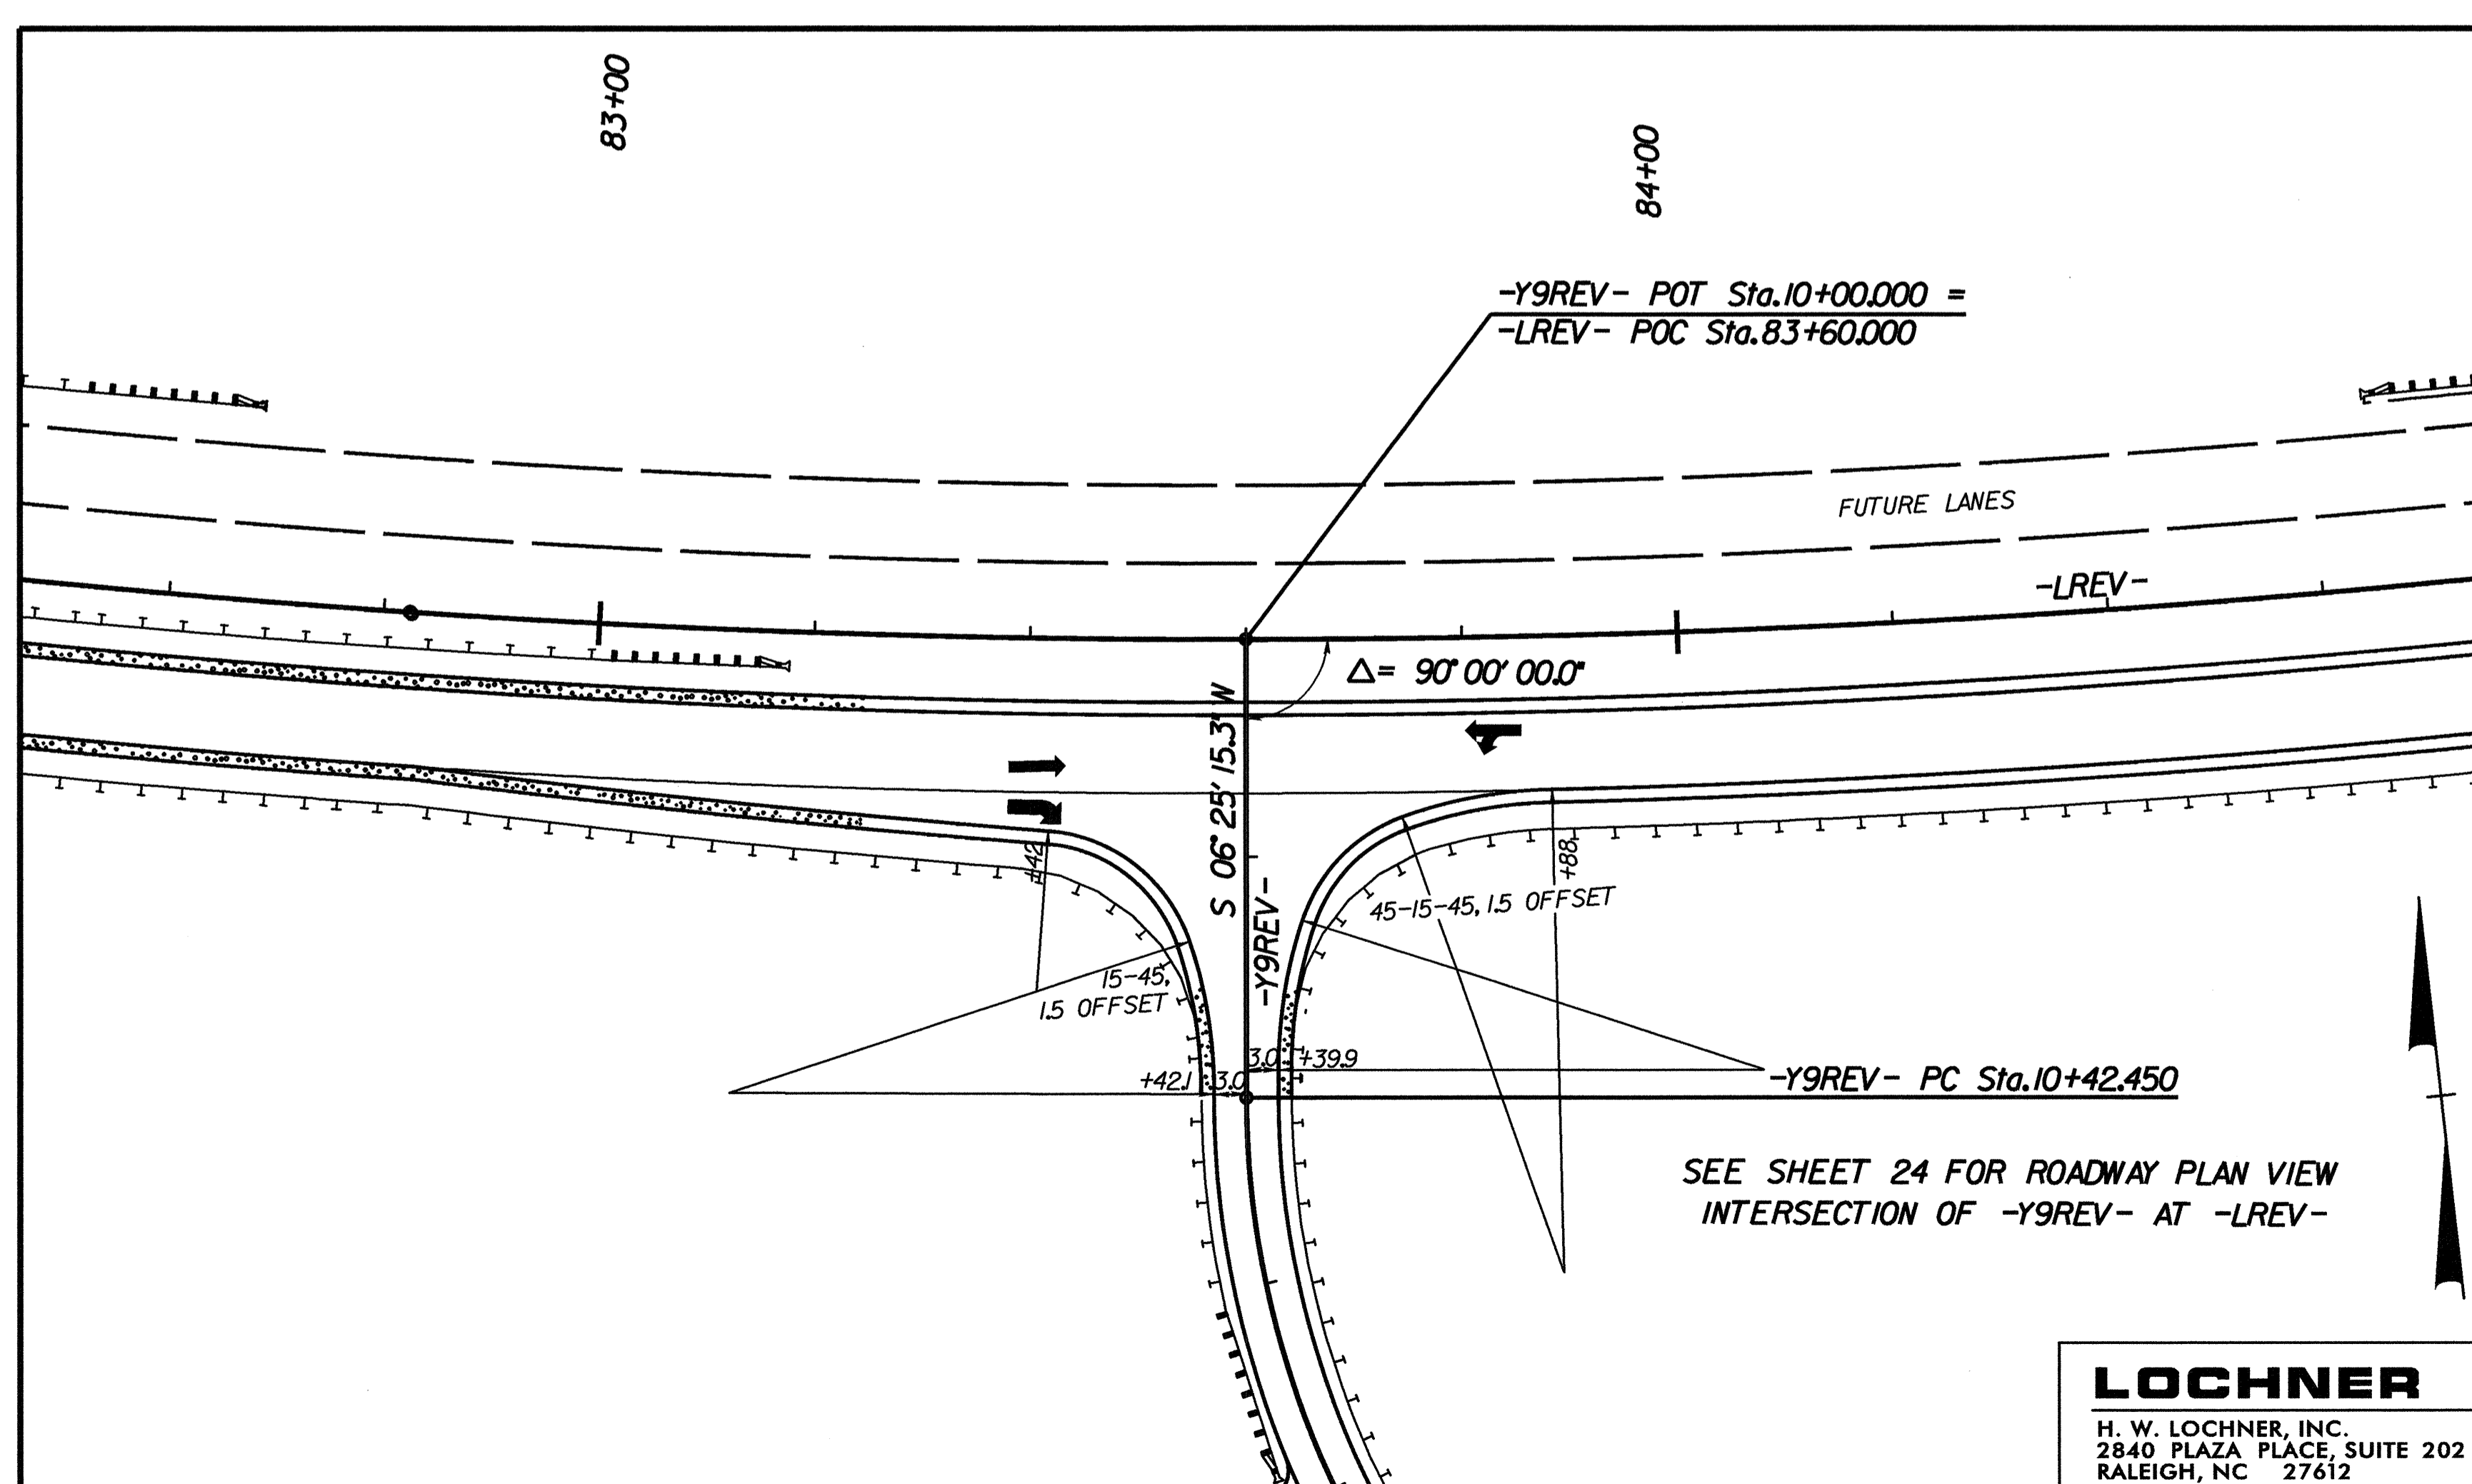 83+00
84+00
-Y9REV- POT Sta.10+00.000 =
-LREV- POC Sta.83+60.000
FUTURE LANES
-LREV-
Δ= 90°00'00.0"
S 06°25'15.3" W
+42
+88
45-15-45, 1.5 OFFSET
-Y9REV-
15-45,
1.5 OFFSET
3.0
+39.9
+42.1
3.0
-Y9REV- PC Sta.10+42.450
SEE SHEET 24 FOR ROADWAY PLAN VIEW
INTERSECTION OF -Y9REV- AT -LREV-
LOCHNER
H. W. LOCHNER, INC.
2840 PLAZA PLACE, SUITE 202
RALEIGH, NC 27612